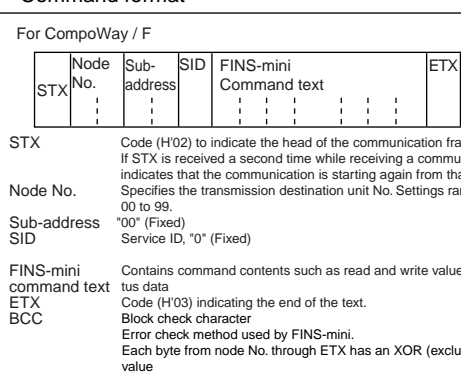 Command format
For CompoWay / F
STX
Node No.
Sub-address
SID
FINS-mini Command text
ETX
STX Code (H'02) to indicate the head of the communication fra
If STX is received a second time while receiving a commu
indicates that the communication is starting again from tha
Node No. Specifies the transmission destination unit No. Settings ra
00 to 99.
Sub-address "00" (Fixed)
SID Service ID, "0" (Fixed)
FINS-mini Contains command contents such as read and write value
command text tus data
ETX Code (H'03) indicating the end of the text.
BCC Block check character
Error check method used by FINS-mini.
Each byte from node No. through ETX has an XOR (exclu
value